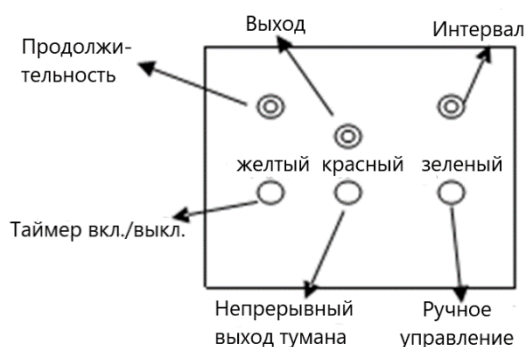 Выход
Интервал
Продолжи-
тельность
желтый красный зеленый
Таймер вкл./выкл.
Непрерывный
выход тумана
Ручное
управление